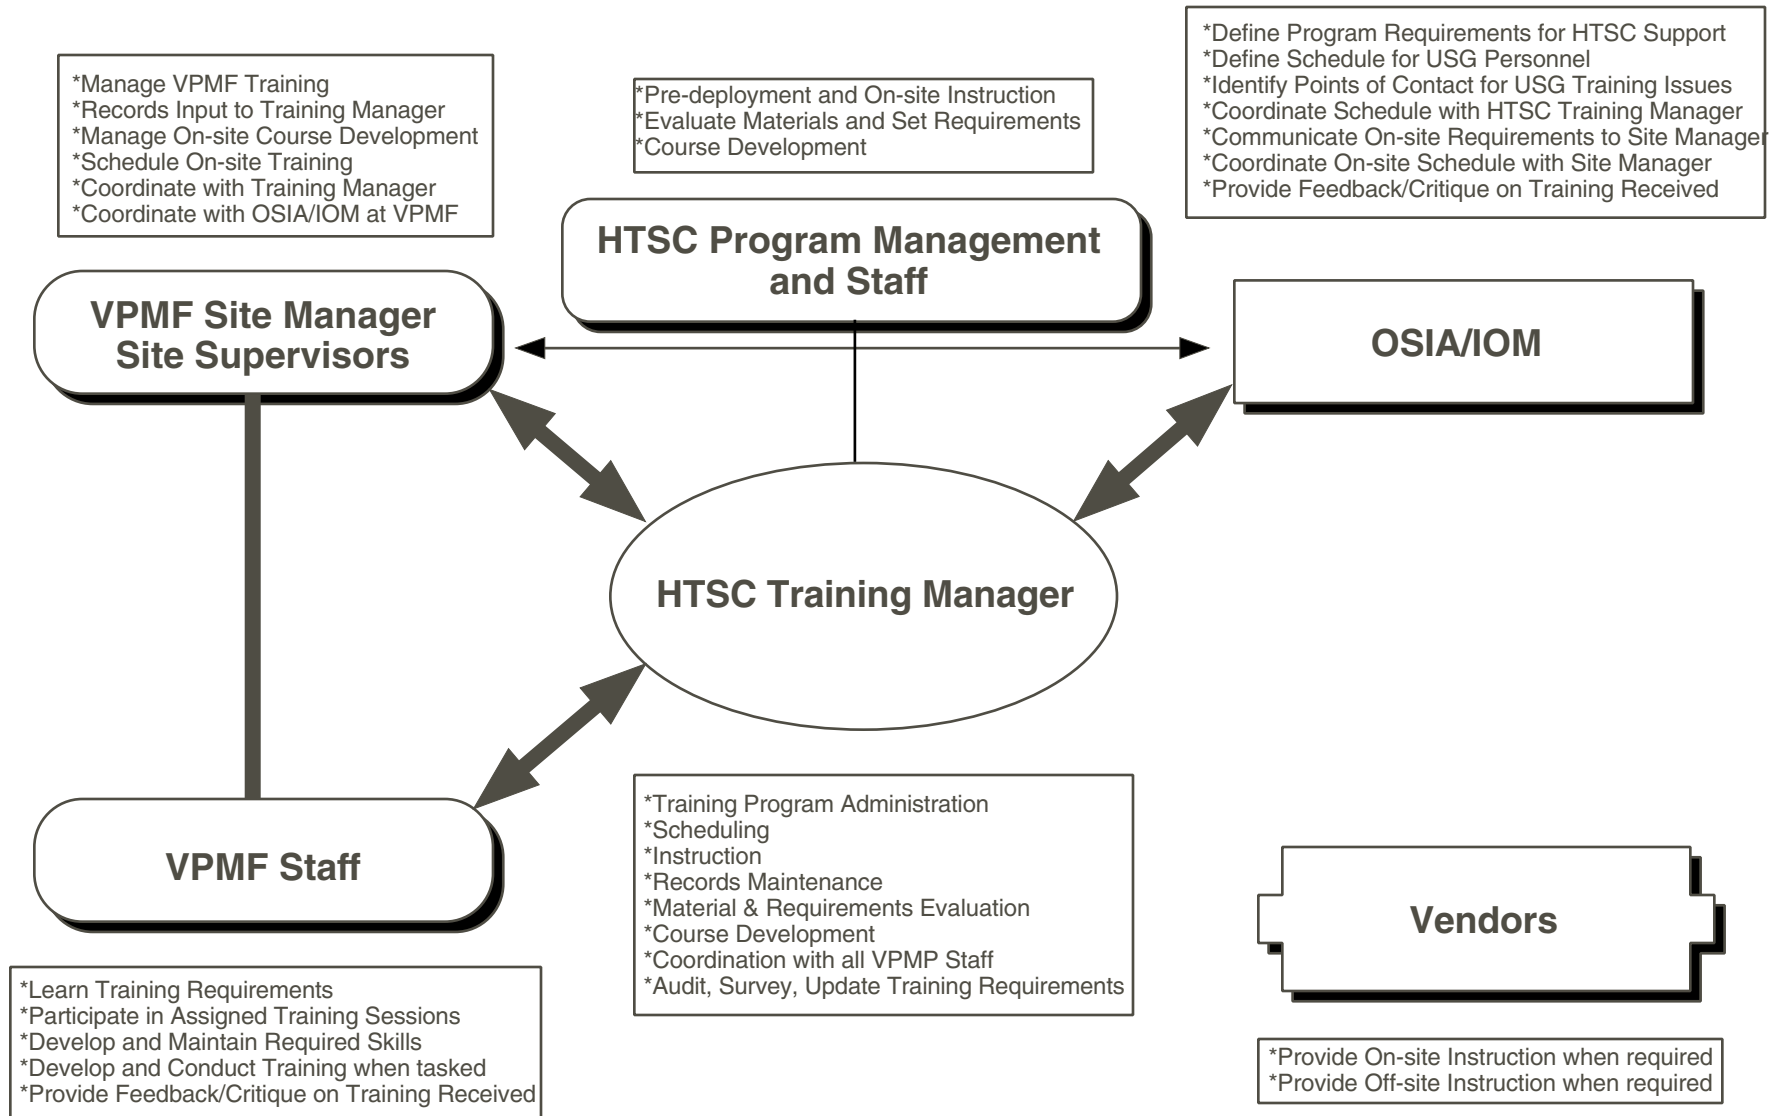 *Manage VPMF Training
*Records Input to Training Manager
*Manage On-site Course Development
*Schedule On-site Training
*Coordinate with Training Manager
*Coordinate with OSIA/IOM at VPMF
*Pre-deployment and On-site Instruction
*Evaluate Materials and Set Requirements
*Course Development
*Define Program Requirements for HTSC Support
*Define Schedule for USG Personnel
*Identify Points of Contact for USG Training Issues
*Coordinate Schedule with HTSC Training Manager
*Communicate On-site Requirements to Site Manager
*Coordinate On-site Schedule with Site Manager
*Provide Feedback/Critique on Training Received
HTSC Program Management
and Staff
VPMF Site Manager
Site Supervisors
OSIA/IOM
HTSC Training Manager
VPMF Staff
*Training Program Administration
*Scheduling
*Instruction
*Records Maintenance
*Material & Requirements Evaluation
*Course Development
*Coordination with all VPMP Staff
*Audit, Survey, Update Training Requirements
Vendors
*Learn Training Requirements
*Participate in Assigned Training Sessions
*Develop and Maintain Required Skills
*Develop and Conduct Training when tasked
*Provide Feedback/Critique on Training Received
*Provide On-site Instruction when required
*Provide Off-site Instruction when required